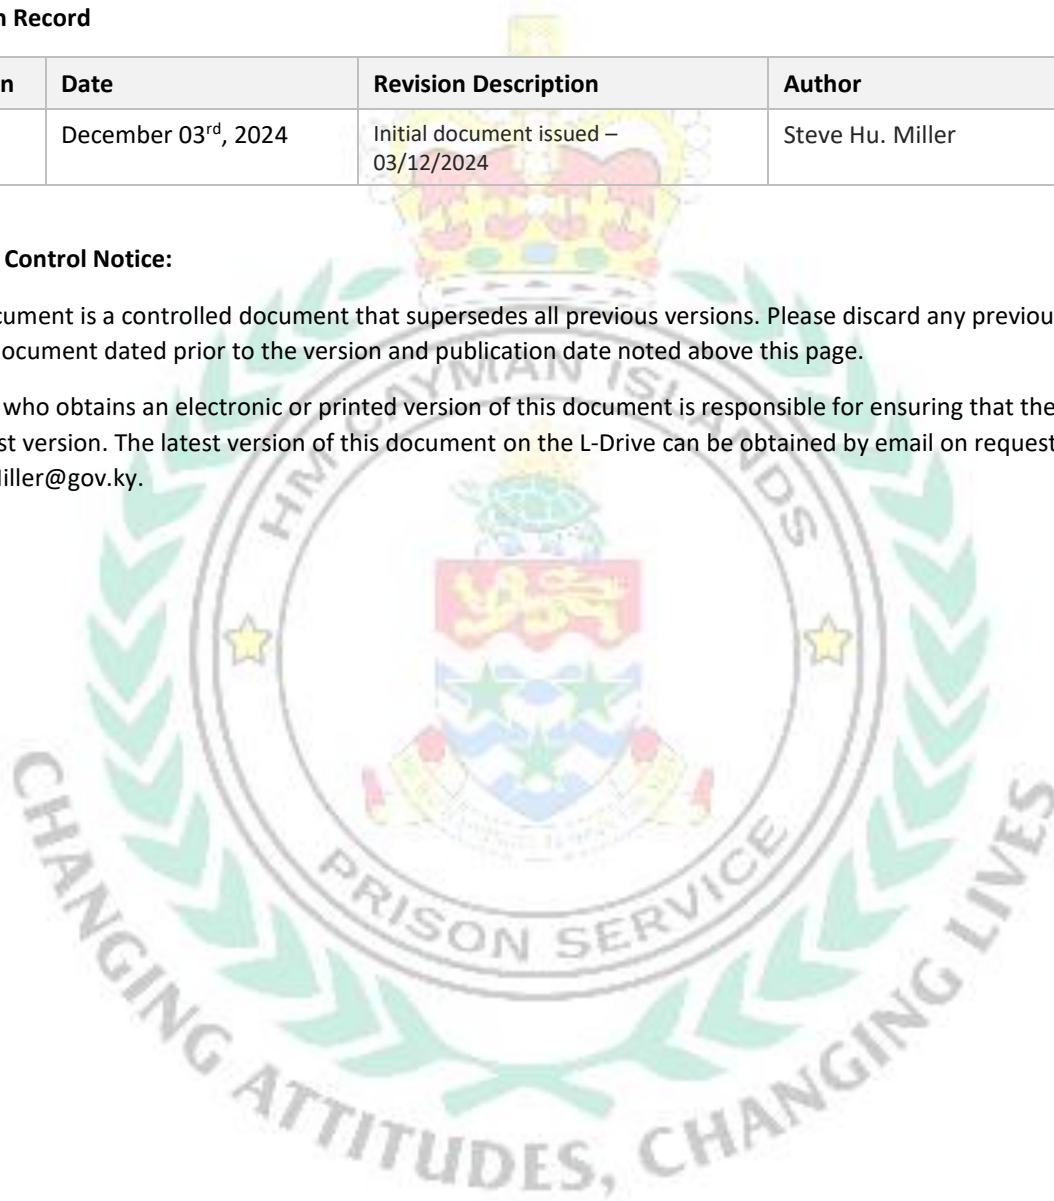 n Record
n Date Revision Description Author
December 03rd, 2024 Initial document issued – Steve Hu. Miller
03/12/2024
Control Notice:
cument is a controlled document that supersedes all previous versions. Please discard any previou
ocument dated prior to the version and publication date noted above this page.
who obtains an electronic or printed version of this document is responsible for ensuring that the
st version. The latest version of this document on the L-Drive can be obtained by email on request
iller@gov.ky.
HM CAYMAN ISLANDS
PRISON SERVICE
CHANGING ATTITUDES, CHANGING LIVES